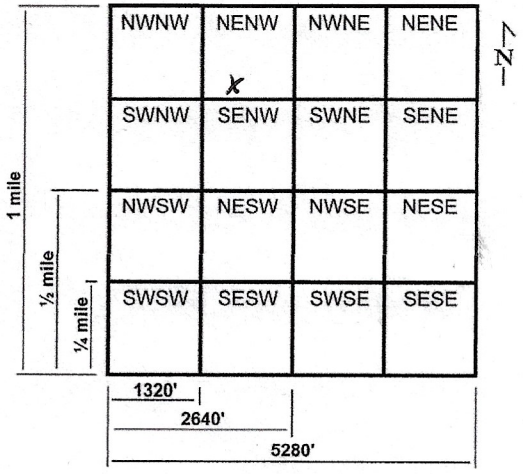 NWNW NENW NWNE NENE
-N-
X
SWNW SENW SWNE SENE
1 mile
NWSW NESW NWSE NESE
½ mile
SWSW SESW SWSE SESE
¼ mile
1320'
2640'
5280'